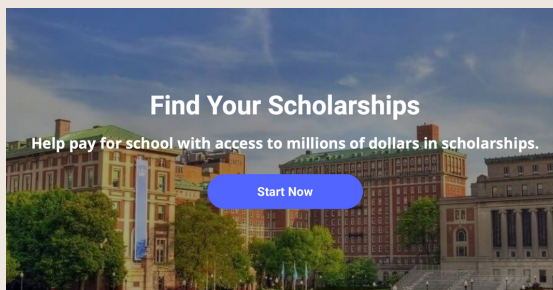 Find Your Scholarships
Help pay for school with access to millions of dollars in scholarships.
Start Now